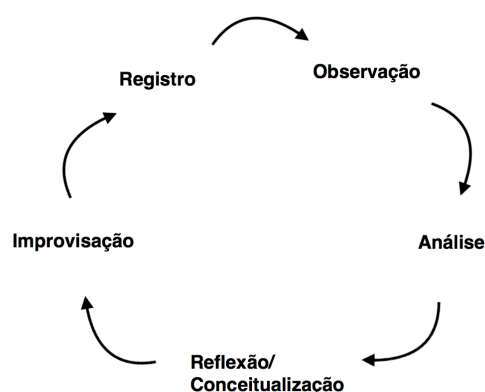 Registro
Observação
Análise
Reflexão/
Conceitualização
Improvisação